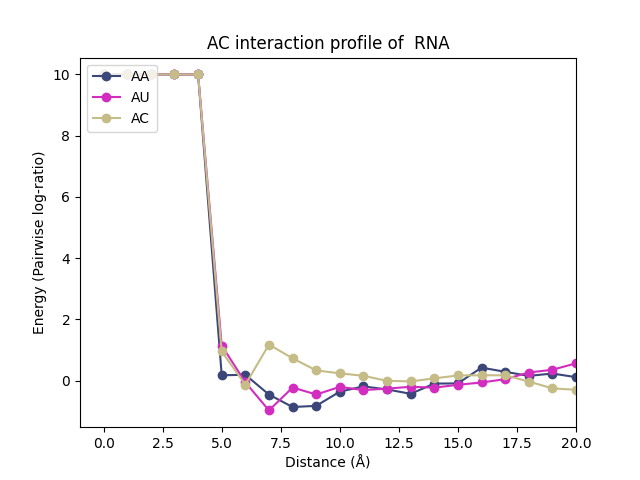 AC interaction profile of  RNA
Energy (Pairwise log-ratio)
10
8
6
4
2
0
AA
AU
AC
0.0 2.5 5.0 7.5 10.0 12.5 15.0 17.5 20.0
Distance (Å)